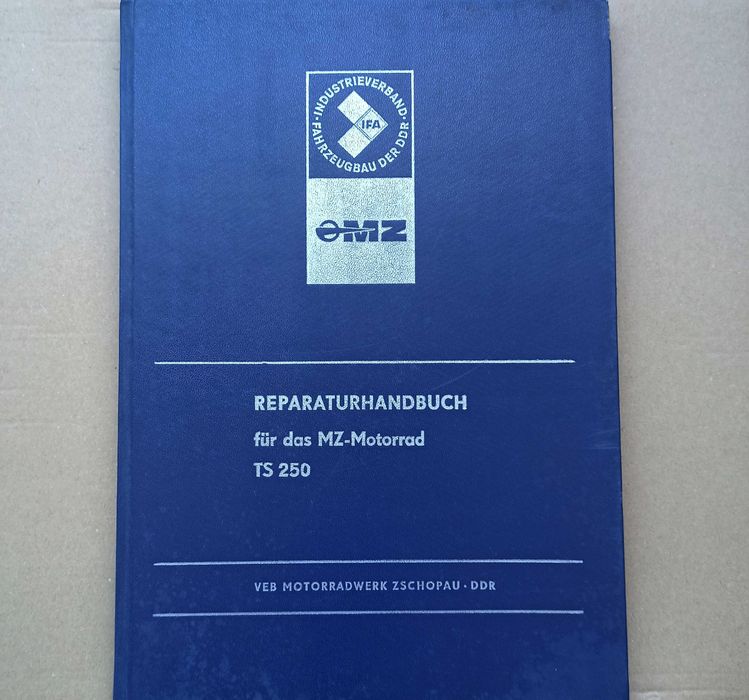 INDUSTRIEVERBAND
·FAHRZEUGBAU DER DDR·
IFA
MZ
REPARATURHANDBUCH
für das MZ-Motorrad
TS 250
VEB MOTORRADWERK ZSCHOPAU · DDR